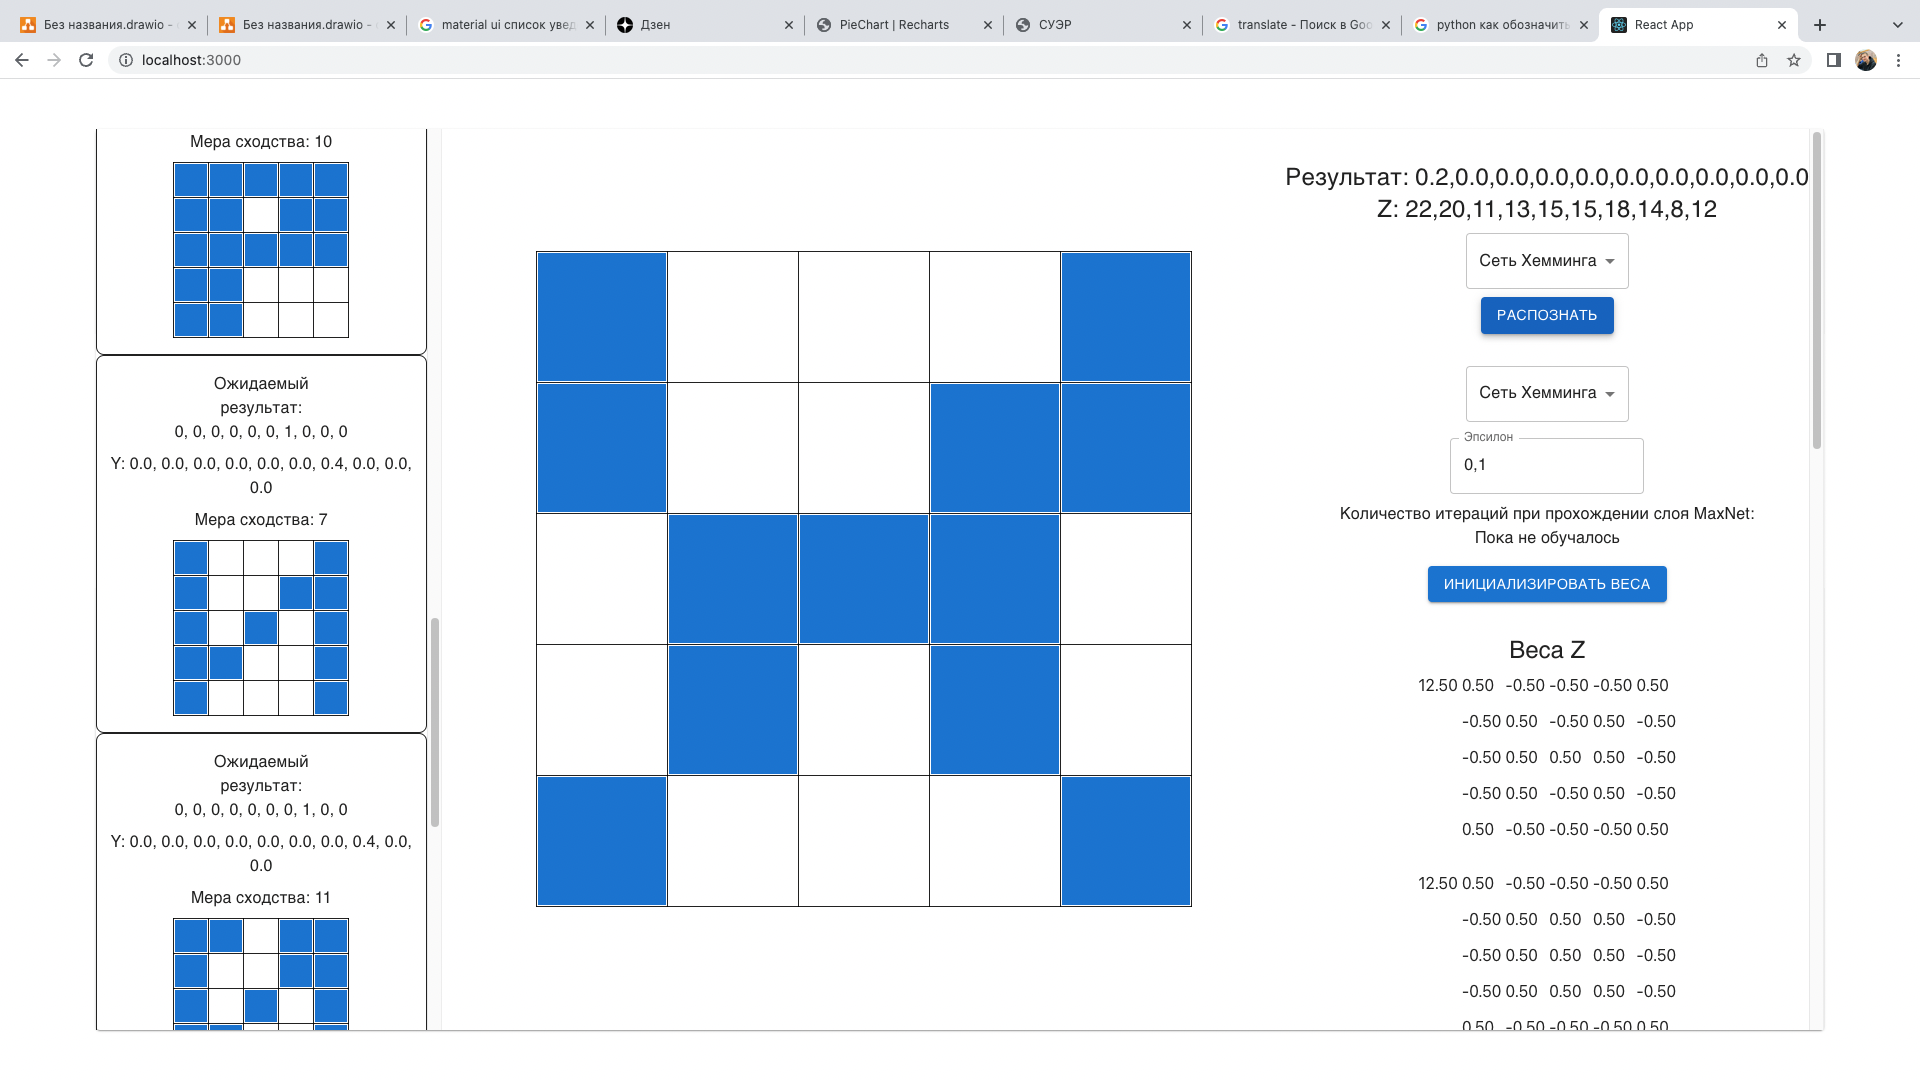 Без названия.drawio -
Без названия.drawio -
material ui список увед
Дзен
PieChart | Recharts
СУЭР
translate - Поиск в Goo
python как обозначить
React App
localhost:3000
Мера сходства: 10
Ожидаемый
результат:
0, 0, 0, 0, 0, 0, 1, 0, 0, 0
Y: 0.0, 0.0, 0.0, 0.0, 0.0, 0.0, 0.4, 0.0, 0.0,
0.0
Мера сходства: 7
Ожидаемый
результат:
0, 0, 0, 0, 0, 0, 0, 1, 0, 0
Y: 0.0, 0.0, 0.0, 0.0, 0.0, 0.0, 0.0, 0.4, 0.0,
0.0
Мера сходства: 11
Результат: 0.2,0.0,0.0,0.0,0.0,0.0,0.0,0.0,0.0,0.0
Z: 22,20,11,13,15,15,18,14,8,12
Сеть Хемминга
РАСПОЗНАТЬ
Сеть Хемминга
Эпсилон
0,1
Количество итераций при прохождении слоя MaxNet:
Пока не обучалось
ИНИЦИАЛИЗИРОВАТЬ ВЕСА
Веса Z
12.50 0.50 -0.50 -0.50 -0.50 0.50
-0.50 0.50 -0.50 0.50 -0.50
-0.50 0.50 0.50 0.50 -0.50
-0.50 0.50 -0.50 0.50 -0.50
0.50 -0.50 -0.50 -0.50 0.50
12.50 0.50 -0.50 -0.50 -0.50 0.50
-0.50 0.50 -0.50 0.50 -0.50
-0.50 0.50 0.50 0.50 -0.50
-0.50 0.50 0.50 0.50 -0.50
0.50 -0.50 -0.50 -0.50 0.50